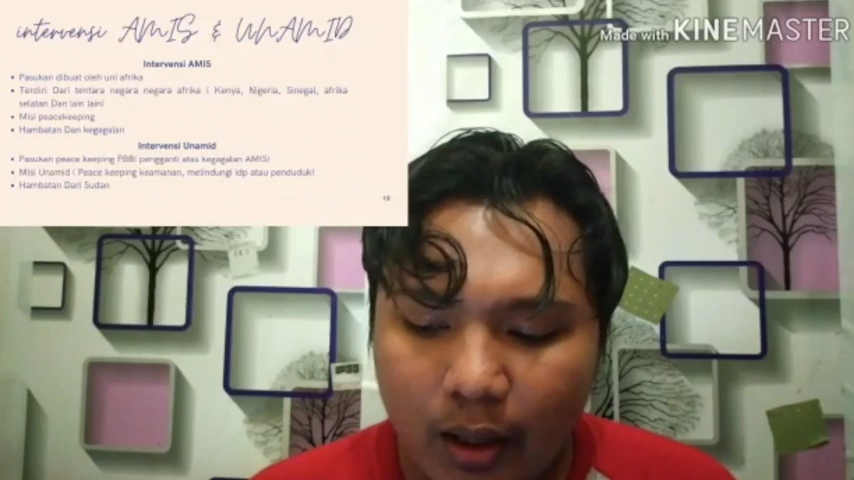 intervensi AMIS & UNAMID
Made with KINEMASTER
Intervensi AMIS
• Pasukan dibuat oleh uni afrika
• Terdiri Dari tentara negara negara afrika ( Kenya, Nigeria, Sinegal, afrika
selatan Dan lain lain)
• Misi peacekeeping
• Hambatan Dan kegagalan
Intervensi Unamid
• Pasukan peace keeping PBB( pengganti atas kegagalan AMIS)
• Misi Unamid ( Peace keeping keamanan, melindungi idp atau penduduk)
• Hambatan Dari Sudan
12